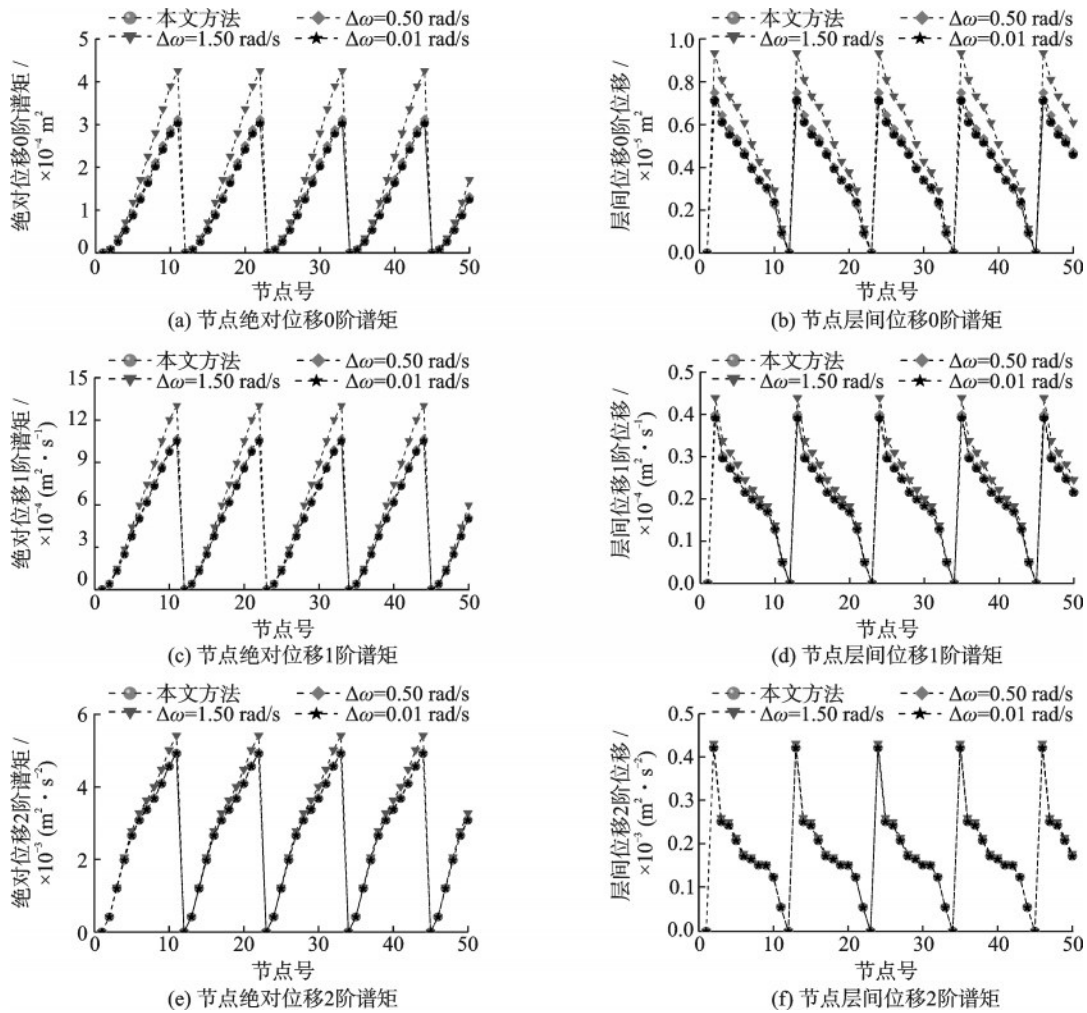 本文方法 Δω=0.50 rad/s
Δω=1.50 rad/s Δω=0.01 rad/s
绝对位移0阶谱矩 /
×10⁻⁴ m²
5
4
3
2
1
0
0 10 20 30 40 50
节点号
(a) 节点绝对位移0阶谱矩
本文方法 Δω=0.50 rad/s
Δω=1.50 rad/s Δω=0.01 rad/s
层间位移0阶位移 /
×10⁻⁵ m²
1.0
0.8
0.6
0.4
0.2
0.0
0 10 20 30 40 50
节点号
(b) 节点层间位移0阶谱矩
本文方法 Δω=0.50 rad/s
Δω=1.50 rad/s Δω=0.01 rad/s
绝对位移1阶谱矩 /
×10⁻⁴ (m²·s⁻¹)
15
12
9
6
3
0
0 10 20 30 40 50
节点号
(c) 节点绝对位移1阶谱矩
本文方法 Δω=0.50 rad/s
Δω=1.50 rad/s Δω=0.01 rad/s
层间位移1阶位移 /
×10⁻⁴ (m²·s⁻¹)
0.5
0.4
0.3
0.2
0.1
0.0
0 10 20 30 40 50
节点号
(d) 节点层间位移1阶谱矩
本文方法 Δω=0.50 rad/s
Δω=1.50 rad/s Δω=0.01 rad/s
绝对位移2阶谱矩 /
×10⁻³ (m²·s⁻²)
6
4
2
0
0 10 20 30 40 50
节点号
(e) 节点绝对位移2阶谱矩
本文方法 Δω=0.50 rad/s
Δω=1.50 rad/s Δω=0.01 rad/s
层间位移2阶位移 /
×10⁻³ (m²·s⁻²)
0.5
0.4
0.3
0.2
0.1
0.0
0 10 20 30 40 50
节点号
(f) 节点层间位移2阶谱矩